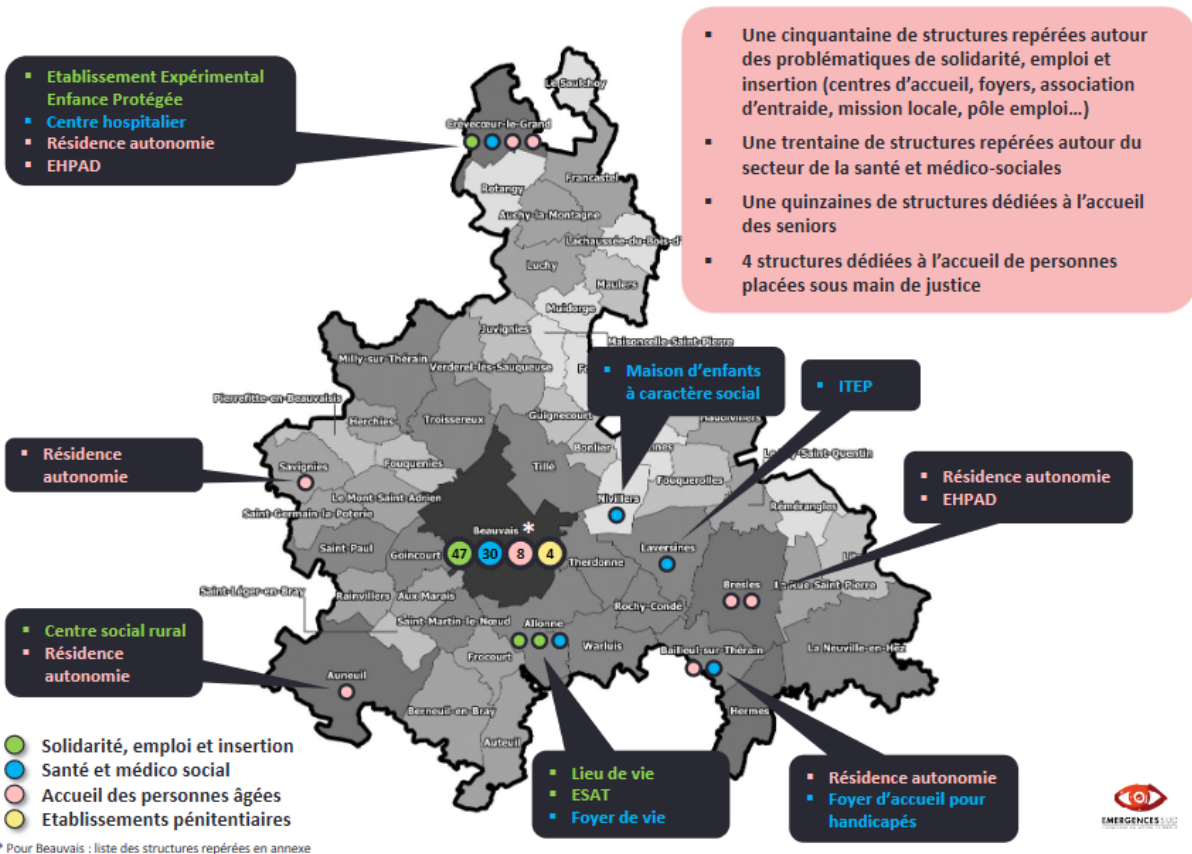 ▪ Une cinquantaine de structures repérées autour
des problématiques de solidarité, emploi et
insertion (centres d'accueil, foyers, association
d'entraide, mission locale, pôle emploi...)
▪ Une trentaine de structures repérées autour du
secteur de la santé et médico-sociales
▪ Une quinzaines de structures dédiées à l'accueil
des seniors
▪ 4 structures dédiées à l'accueil de personnes
placées sous main de justice
▪ Etablissement Expérimental
Enfance Protégée
▪ Centre hospitalier
▪ Résidence autonomie
▪ EHPAD
Le Saulchoy
Crèvecœur-le-Grand
Rotangy
Francastel
Auchy-la-Montagne
Lachaussée-du-Bois-d'
Luchy
Maulers
Muidorge
Juvignies
Maisoncelle-Saint-Pierre
Milly-sur-Thérain
Verderel-lès-Sauqueuse
▪ Maison d'enfants
à caractère social
▪ ITEP
Pierrefitte-en-Beauvaisis
Herchies
Troissereux
Guignecourt
Bonlier
▪ Résidence
autonomie
Savignies
Fouquenies
Tillé
Fouquerolles
Saint-Quentin
▪ Résidence autonomie
▪ EHPAD
Le Mont Saint Adrien
Saint-Germain-la-Poterie
Nivillers
Rémérangles
Beauvais *
Saint Paul
Goincourt
47 30 8 4
Therdonne
Laversines
Saint-Léger-en-Bray
Rainvillers
Aux Marais
Rochy-Condé
Bresles
La Rue Saint Pierre
▪ Centre social rural
▪ Résidence
autonomie
Saint-Martin-le-Nœud
Allonne
Frocourt
Warluis
Bailleul-sur-Thérain
La Neuville-en-Hez
Auneuil
Berneuil-en-Bray
Auteuil
Hermes
Solidarité, emploi et insertion
Santé et médico social
Accueil des personnes âgées
Etablissements pénitentiaires
▪ Lieu de vie
▪ ESAT
▪ Foyer de vie
▪ Résidence autonomie
▪ Foyer d'accueil pour
handicapés
EMERGENCES SUD
* Pour Beauvais : liste des structures repérées en annexe